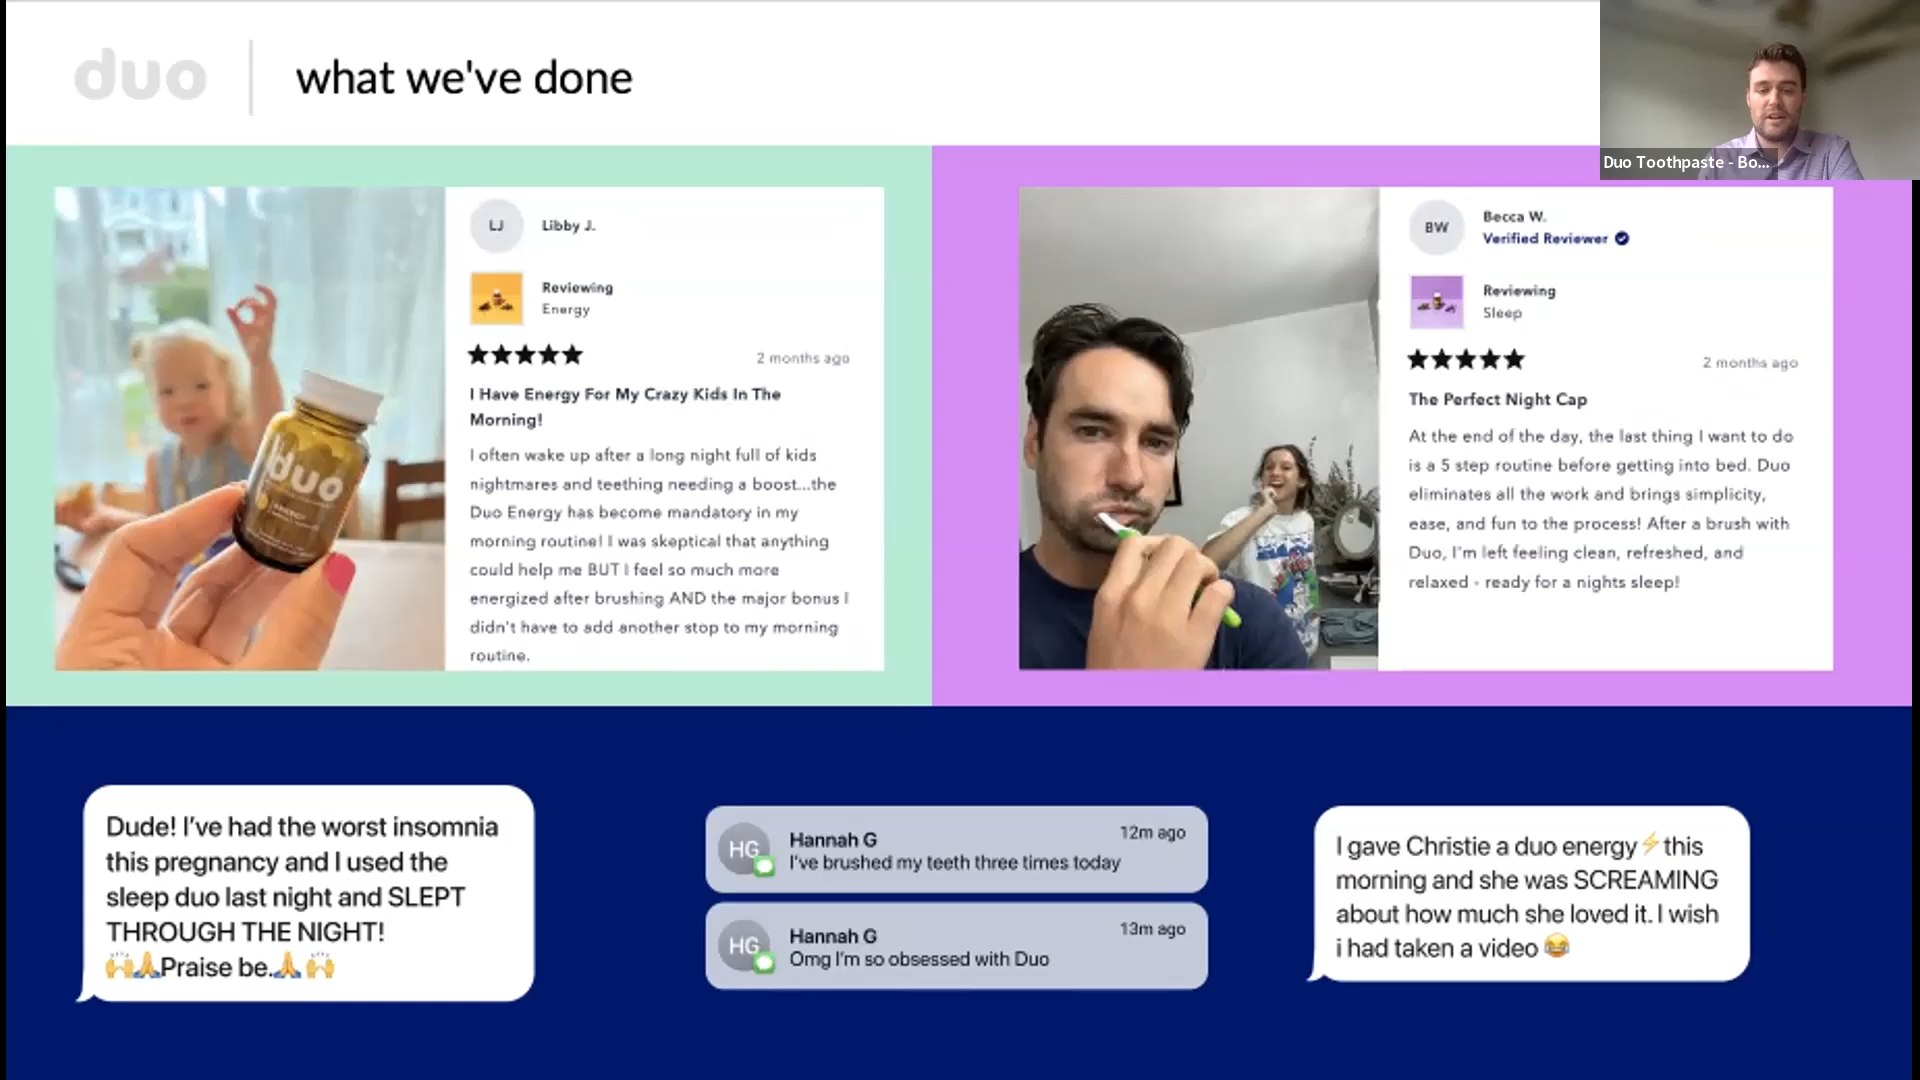 duo
what we've done
Duo Toothpaste - Bo...
LJ
Libby J.
Reviewing
Energy
★★★★★
2 months ago
I Have Energy For My Crazy Kids In The
Morning!
I often wake up after a long night full of kids
nightmares and teething needing a boost...the
Duo Energy has become mandatory in my
morning routine! I was skeptical that anything
could help me BUT I feel so much more
energized after brushing AND the major bonus I
didn't have to add another stop to my morning
routine.
duo
ENERGY
BW
Becca W.
Verified Reviewer
Reviewing
Sleep
★★★★★
2 months ago
The Perfect Night Cap
At the end of the day, the last thing I want to do
is a 5 step routine before getting into bed. Duo
eliminates all the work and brings simplicity,
ease, and fun to the process! After a brush with
Duo, I'm left feeling clean, refreshed, and
relaxed - ready for a nights sleep!
Dude! I've had the worst insomnia
this pregnancy and I used the
sleep duo last night and SLEPT
THROUGH THE NIGHT!
🙌🙏Praise be.🙏🙌
HG
Hannah G
12m ago
I've brushed my teeth three times today
HG
Hannah G
13m ago
Omg I'm so obsessed with Duo
I gave Christie a duo energy⚡this
morning and she was SCREAMING
about how much she loved it. I wish
i had taken a video 😂